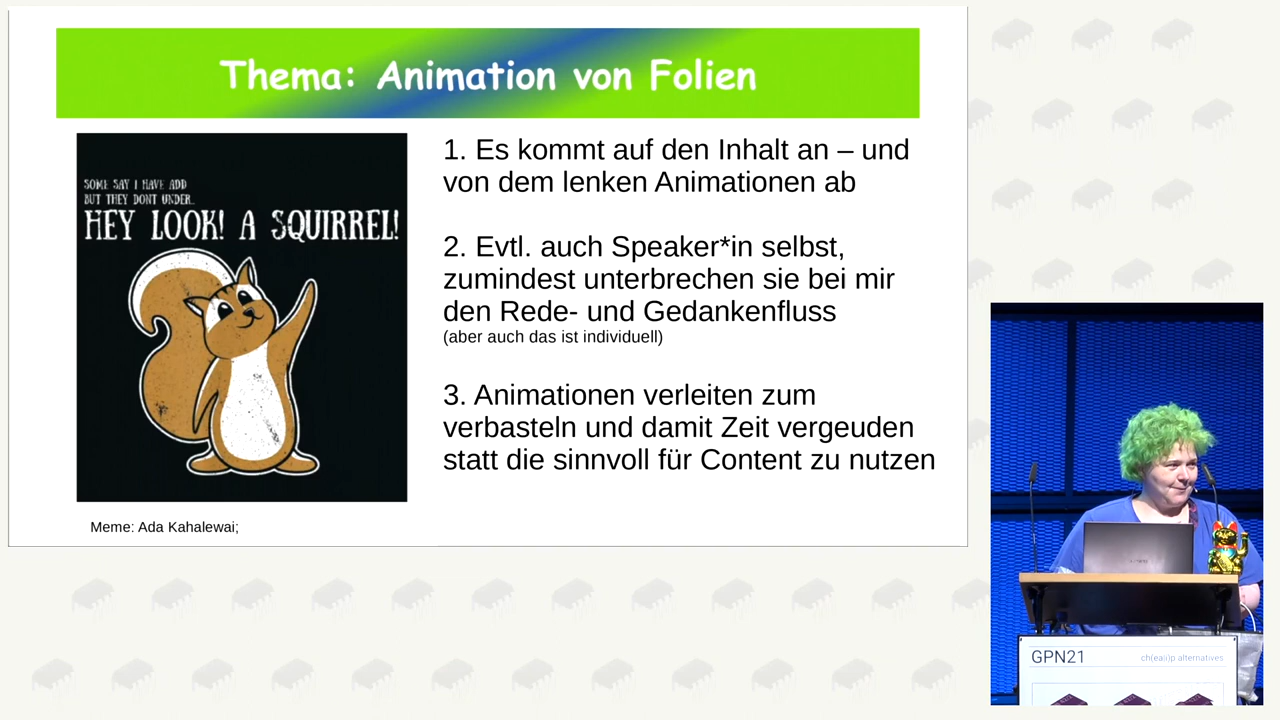 Thema: Animation von Folien
SOME SAY I HAVE ADD
BUT THEY DONT UNDER..
HEY LOOK! A SQUIRREL!
1. Es kommt auf den Inhalt an – und
von dem lenken Animationen ab
2. Evtl. auch Speaker*in selbst,
zumindest unterbrechen sie bei mir
den Rede- und Gedankenfluss
(aber auch das ist individuell)
3. Animationen verleiten zum
verbasteln und damit Zeit vergeuden
statt die sinnvoll für Content zu nutzen
Meme: Ada Kahalewai;
GPN21
ch(ea|i)p alternatives